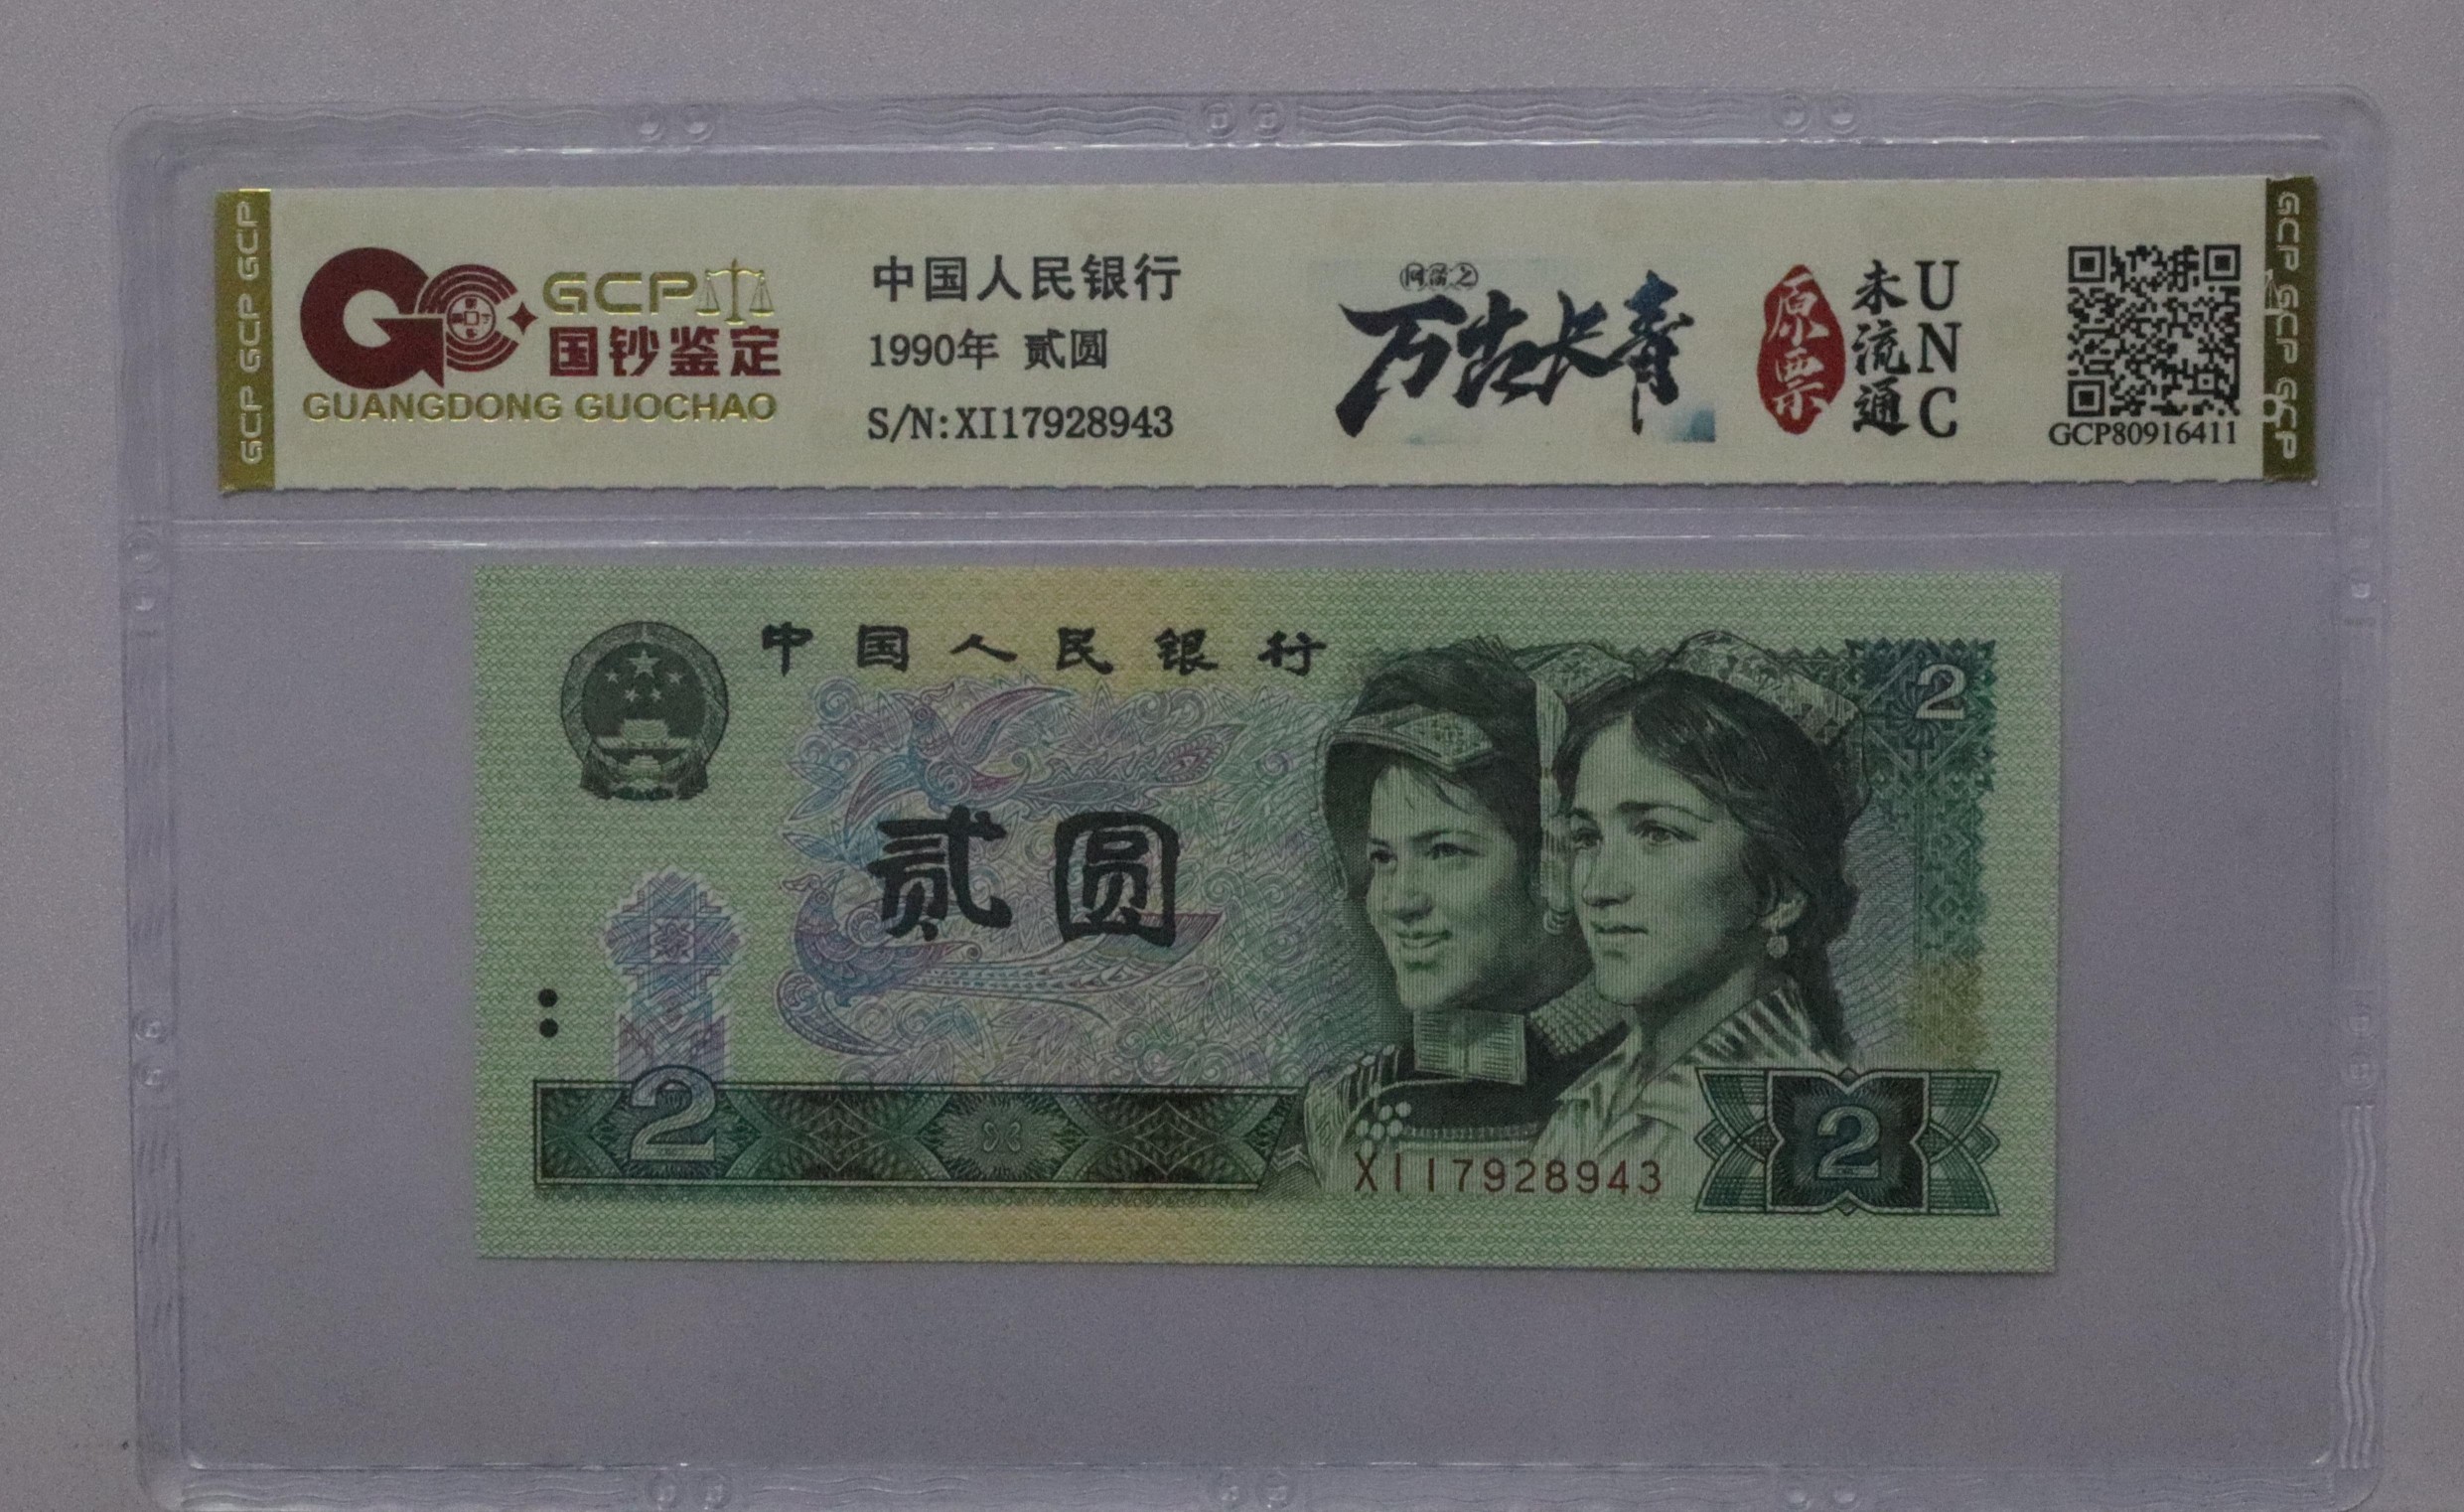 GCP GCP GCP
GCP
国钞鉴定
GUANGDONG GUOCHAO
中国人民银行
1990年 贰圆
S/N:XI17928943
万古长青
原票
未流通
UNC
GCP80916411
GCP GCP GCP
中国人民银行
2
贰圆
2
XI17928943
2